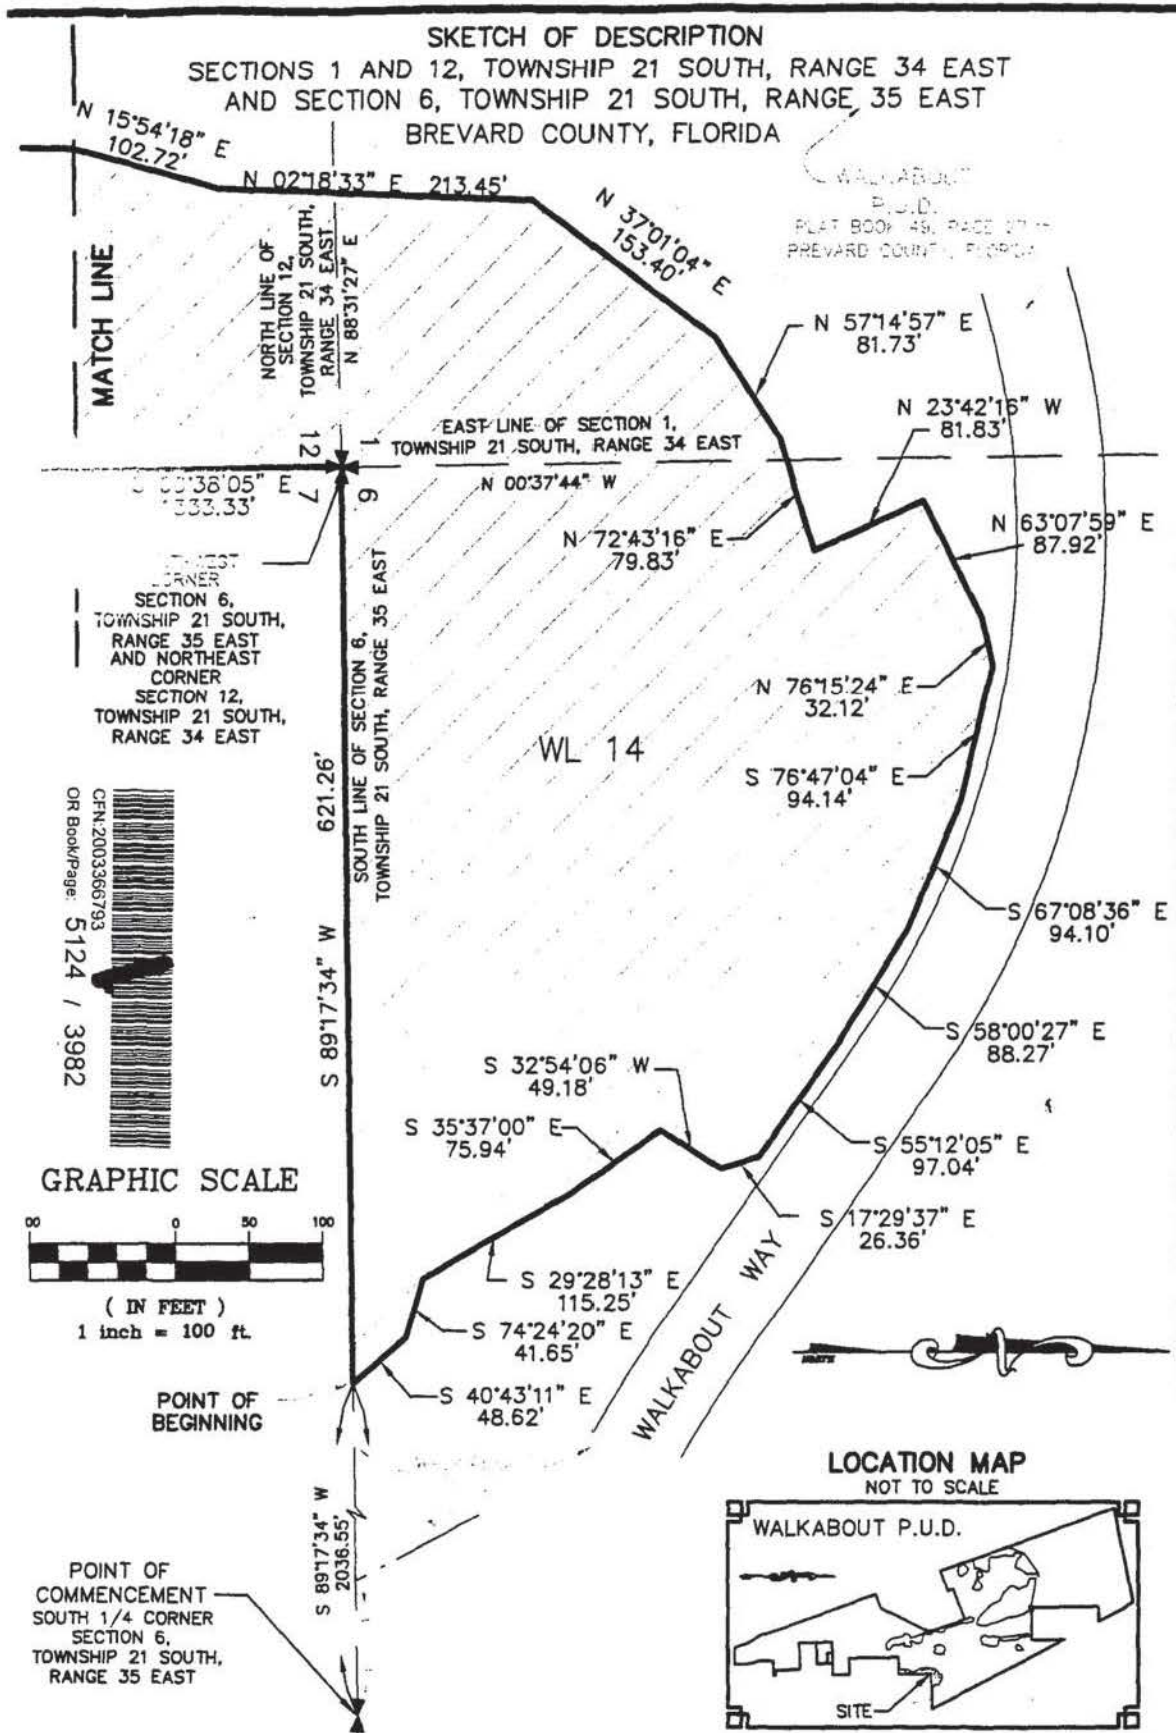 SKETCH OF DESCRIPTION
SECTIONS 1 AND 12, TOWNSHIP 21 SOUTH, RANGE 34 EAST
AND SECTION 6, TOWNSHIP 21 SOUTH, RANGE 35 EAST
BREVARD COUNTY, FLORIDA
N 15°54'18" E
102.72'
N 02°18'33" E 213.45'
N 37°01'04" E
153.40'
WALKABOUT
P.U.D.
PLAT BOOK 49, PAGE
BREVARD COUNTY, FLORIDA
MATCH LINE
NORTH LINE OF
SECTION 12,
TOWNSHIP 21 SOUTH,
RANGE 34 EAST
N 88°31'27" E
N 57°14'57" E
81.73'
N 23°42'16" W
81.83'
EAST LINE OF SECTION 1,
TOWNSHIP 21 SOUTH, RANGE 34 EAST
N 00°37'44" W
12
1
7
6
38'05" E
333.33'
N 72°43'16" E
79.83'
N 63°07'59" E
87.92'
CORNER
SECTION 6,
TOWNSHIP 21 SOUTH,
RANGE 35 EAST
AND NORTHEAST
CORNER
SECTION 12,
TOWNSHIP 21 SOUTH,
RANGE 34 EAST
SOUTH LINE OF SECTION 6,
TOWNSHIP 21 SOUTH, RANGE 35 EAST
N 76°15'24" E
32.12'
WL 14
S 76°47'04" E
94.14'
S 89°17'34" W 621.26'
CFN:2003366793
OR Book/Page: 5124 / 3982
S 67°08'36" E
94.10'
S 58°00'27" E
88.27'
S 32°54'06" W
49.18'
S 35°37'00" E
75.94'
S 55°12'05" E
97.04'
S 17°29'37" E
26.36'
GRAPHIC SCALE
00 0 50 100
( IN FEET )
1 inch = 100 ft.
S 29°28'13" E
115.25'
S 74°24'20" E
41.65'
S 40°43'11" E
48.62'
WALKABOUT WAY
NORTH
POINT OF
BEGINNING
S 89°17'34" W
2036.55'
POINT OF
COMMENCEMENT
SOUTH 1/4 CORNER
SECTION 6,
TOWNSHIP 21 SOUTH,
RANGE 35 EAST
LOCATION MAP
NOT TO SCALE
WALKABOUT P.U.D.
SITE